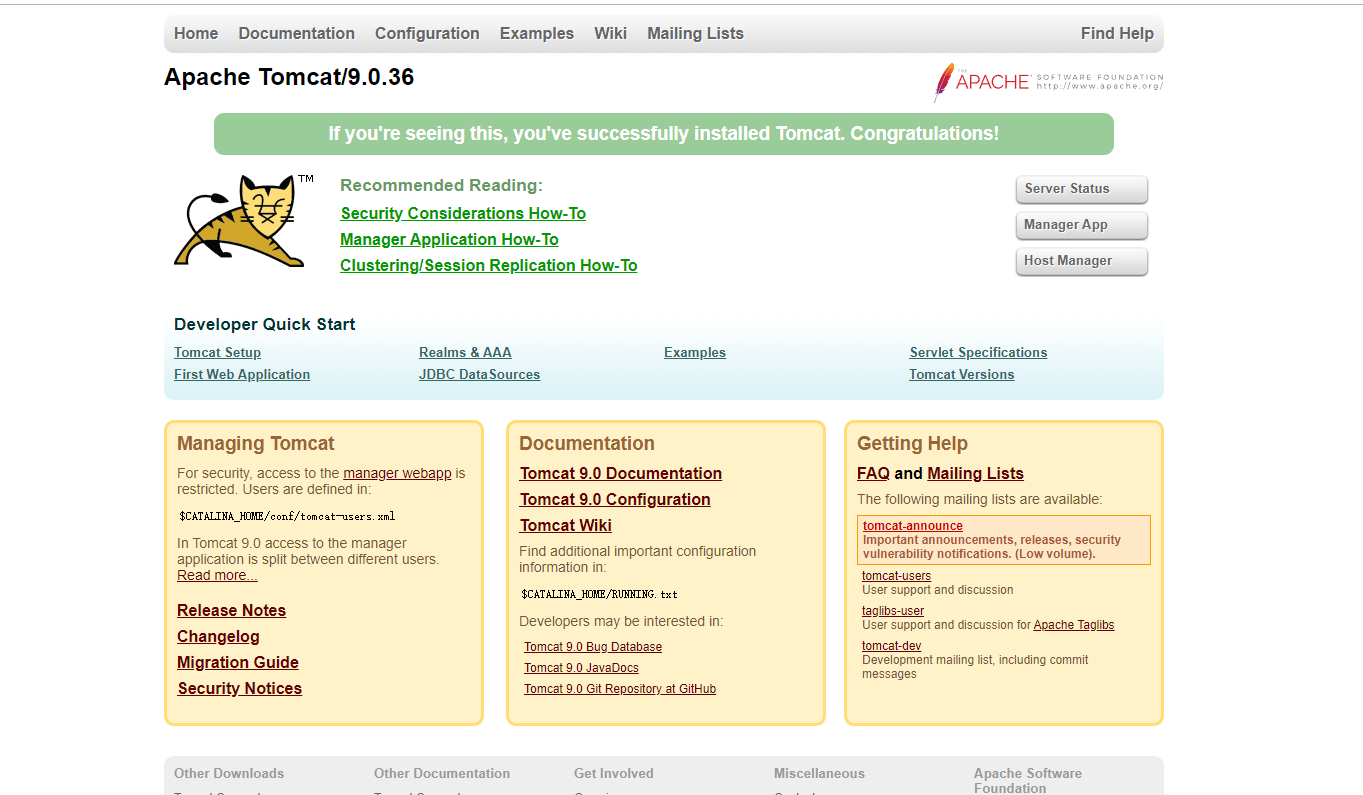 Home Documentation Configuration Examples Wiki Mailing Lists Find Help
Apache Tomcat/9.0.36
THE
APACHE SOFTWARE FOUNDATION
http://www.apache.org/
If you're seeing this, you've successfully installed Tomcat. Congratulations!
TM
Recommended Reading:
Security Considerations How-To
Manager Application How-To
Clustering/Session Replication How-To
Server Status
Manager App
Host Manager
Developer Quick Start
Tomcat Setup
First Web Application
Realms & AAA
JDBC DataSources
Examples
Servlet Specifications
Tomcat Versions
Managing Tomcat
For security, access to the manager webapp is
restricted. Users are defined in:
$CATALINA_HOME/conf/tomcat-users.xml
In Tomcat 9.0 access to the manager
application is split between different users.
Read more...
Release Notes
Changelog
Migration Guide
Security Notices
Documentation
Tomcat 9.0 Documentation
Tomcat 9.0 Configuration
Tomcat Wiki
Find additional important configuration
information in:
$CATALINA_HOME/RUNNING.txt
Developers may be interested in:
Tomcat 9.0 Bug Database
Tomcat 9.0 JavaDocs
Tomcat 9.0 Git Repository at GitHub
Getting Help
FAQ and Mailing Lists
The following mailing lists are available:
tomcat-announce
Important announcements, releases, security
vulnerability notifications. (Low volume).
tomcat-users
User support and discussion
taglibs-user
User support and discussion for Apache Taglibs
tomcat-dev
Development mailing list, including commit
messages
Other Downloads
Other Documentation
Get Involved
Miscellaneous
Apache Software
Foundation